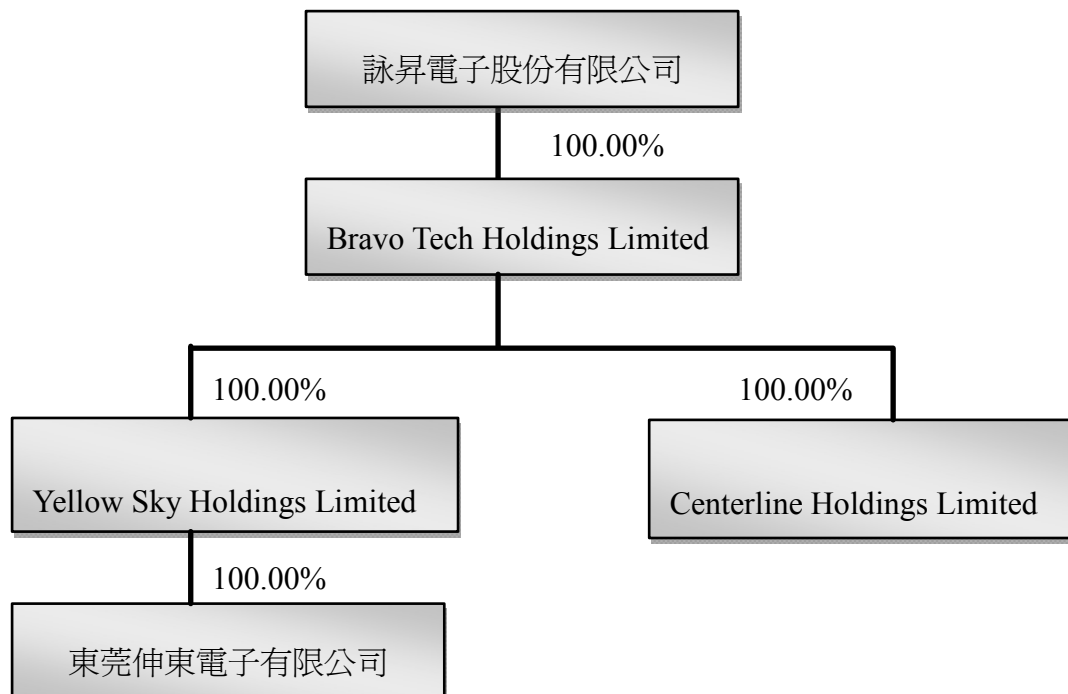 詠昇電子股份有限公司
100.00%
Bravo Tech Holdings Limited
100.00%
100.00%
Yellow Sky Holdings Limited
Centerline Holdings Limited
100.00%
東莞伸東電子有限公司